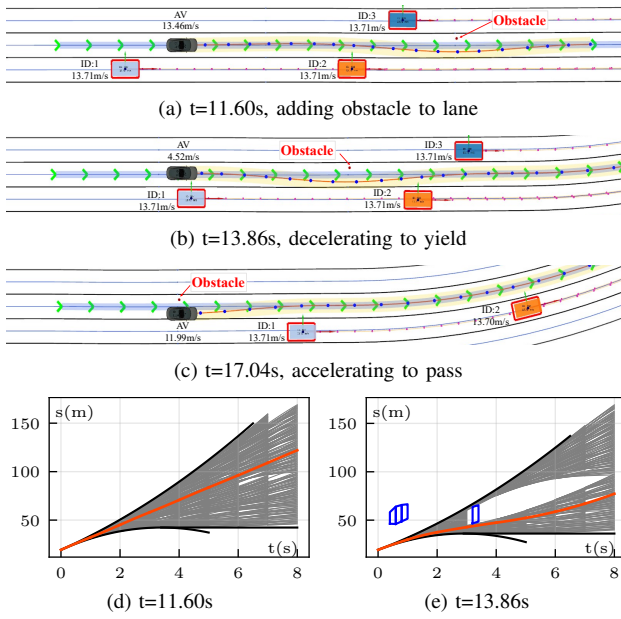 AV
13.46m/s
ID:3
13.71m/s
Obstacle
ID:1
13.71m/s
ID:2
13.71m/s
(a) t=11.60s, adding obstacle to lane
AV
4.52m/s
Obstacle
ID:3
13.71m/s
ID:1
13.71m/s
ID:2
13.71m/s
(b) t=13.86s, decelerating to yield
Obstacle
AV
11.99m/s
ID:1
13.71m/s
ID:2
13.70m/s
(c) t=17.04s, accelerating to pass
s(m)
150
100
50
t(s)
0 2 4 6 8
(d) t=11.60s
s(m)
150
100
50
t(s)
0 2 4 6 8
(e) t=13.86s